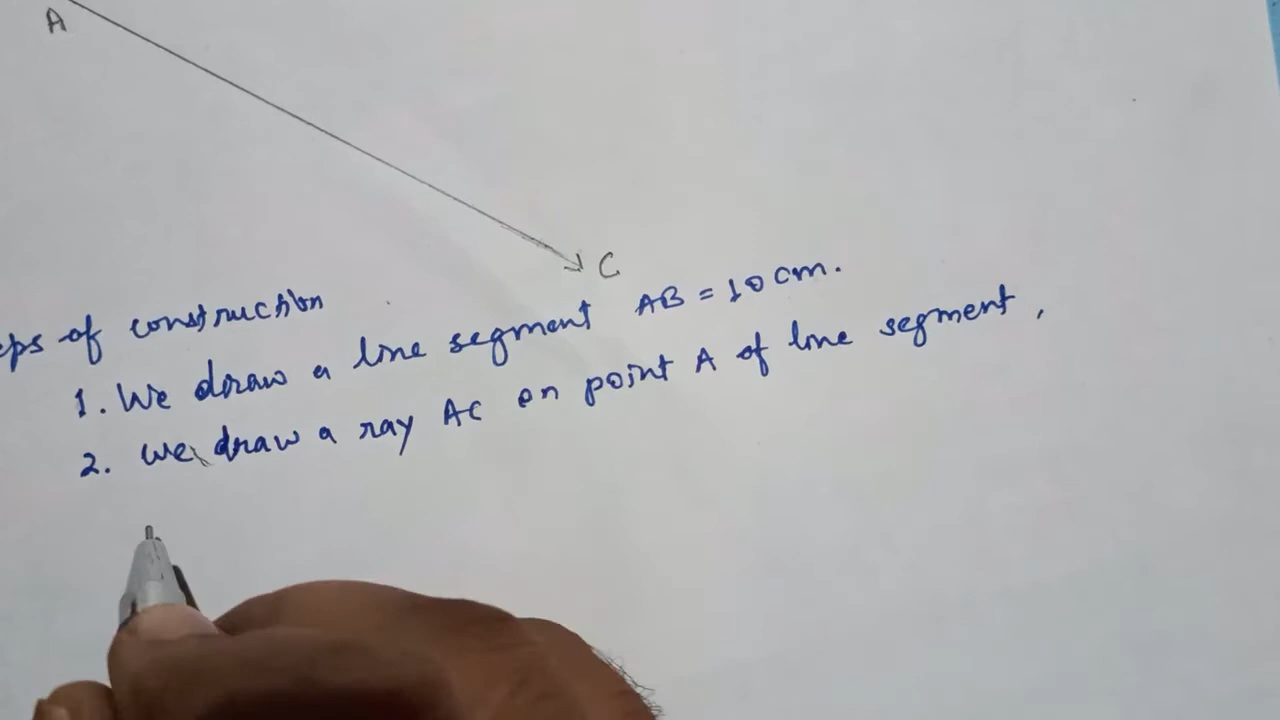 A
C
eps of construction
1. We draw a line segment AB = 10 cm.
2. We draw a ray AC on point A of line segment,